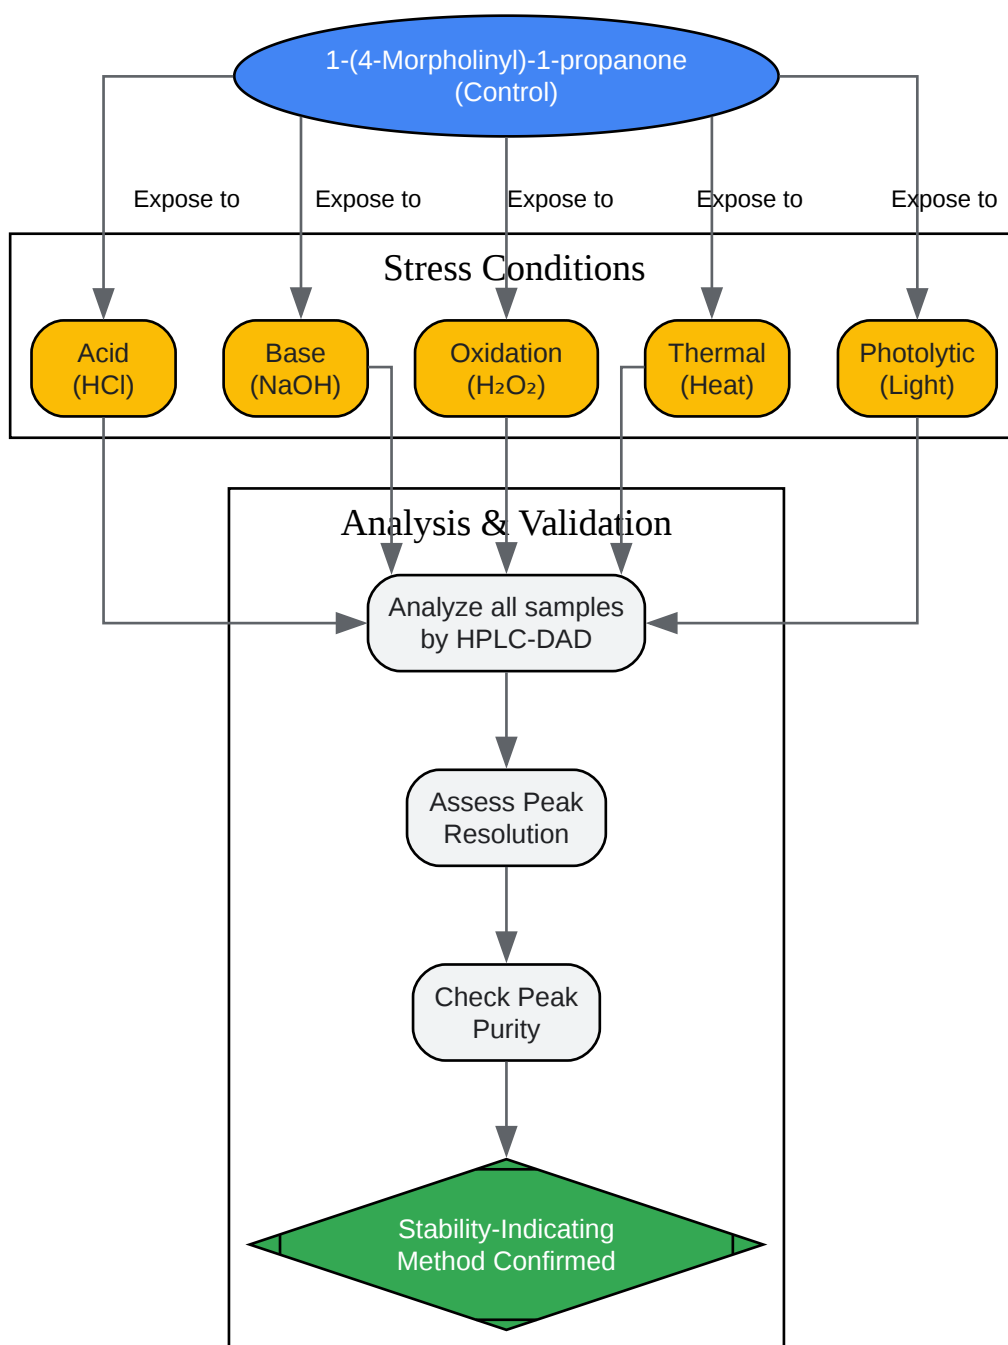 1-(4-Morpholinyl)-1-propanone
(Control)
Expose to
Expose to
Expose to
Expose to
Expose to
Stress Conditions
Acid
(HCl)
Base
(NaOH)
Oxidation
(H₂O₂)
Thermal
(Heat)
Photolytic
(Light)
Analysis & Validation
Analyze all samples
by HPLC-DAD
Assess Peak
Resolution
Check Peak
Purity
Stability-Indicating
Method Confirmed